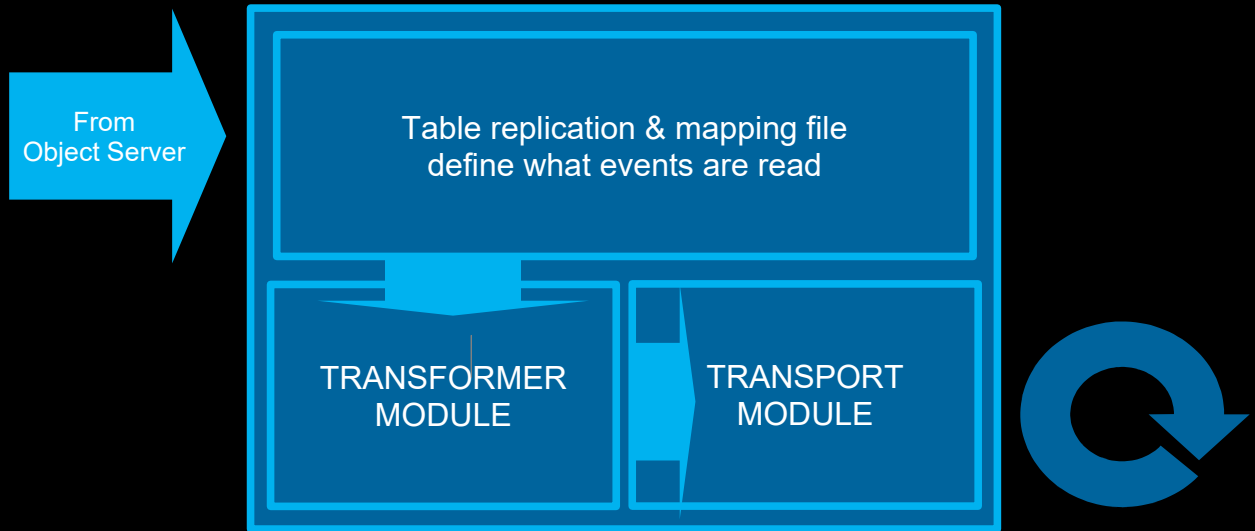 From
Object Server
Table replication & mapping file
define what events are read
TRANSFORMER
MODULE
TRANSPORT
MODULE